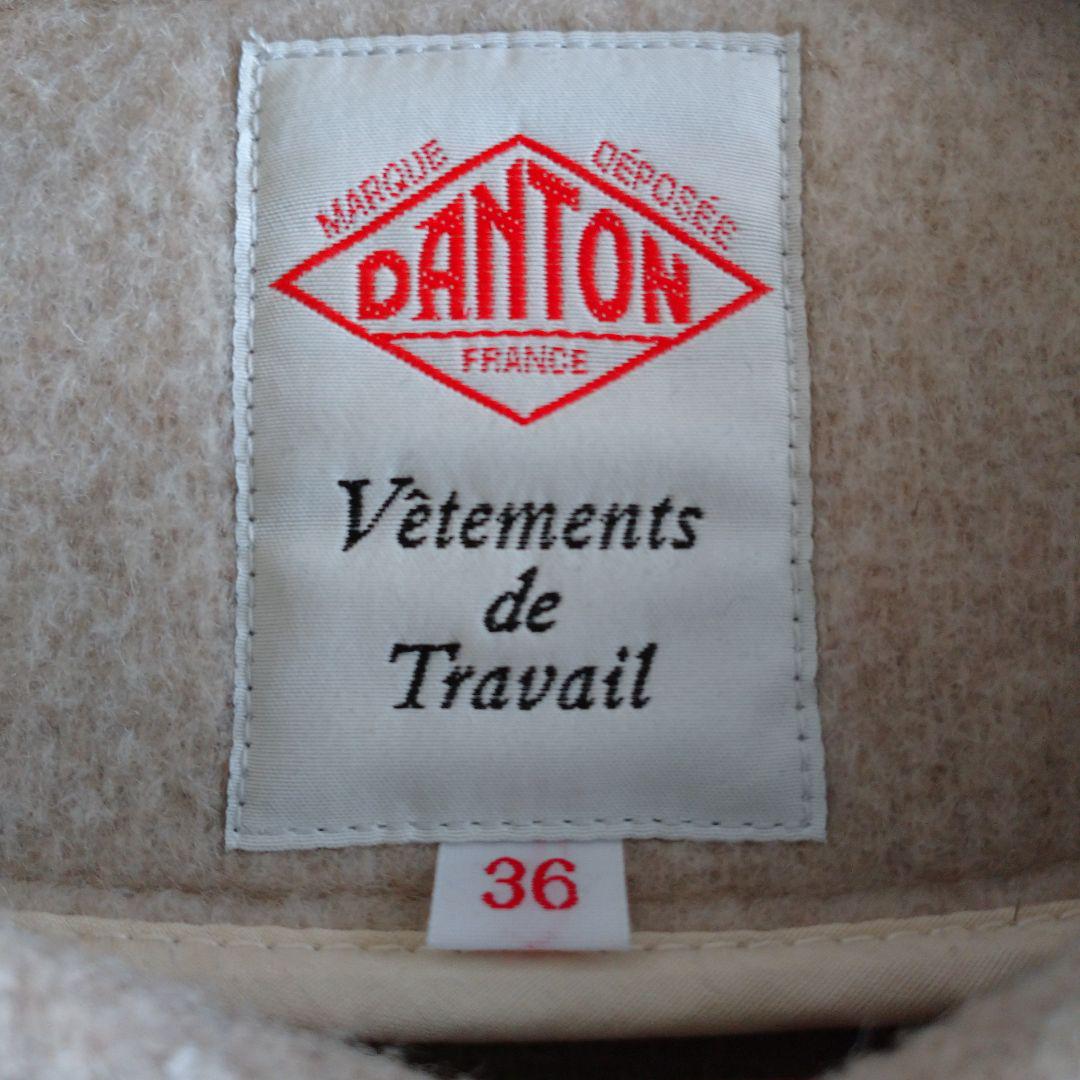 MARQUE DÉPOSÉE
DANTON
FRANCE
Vêtements
de
Travail
36